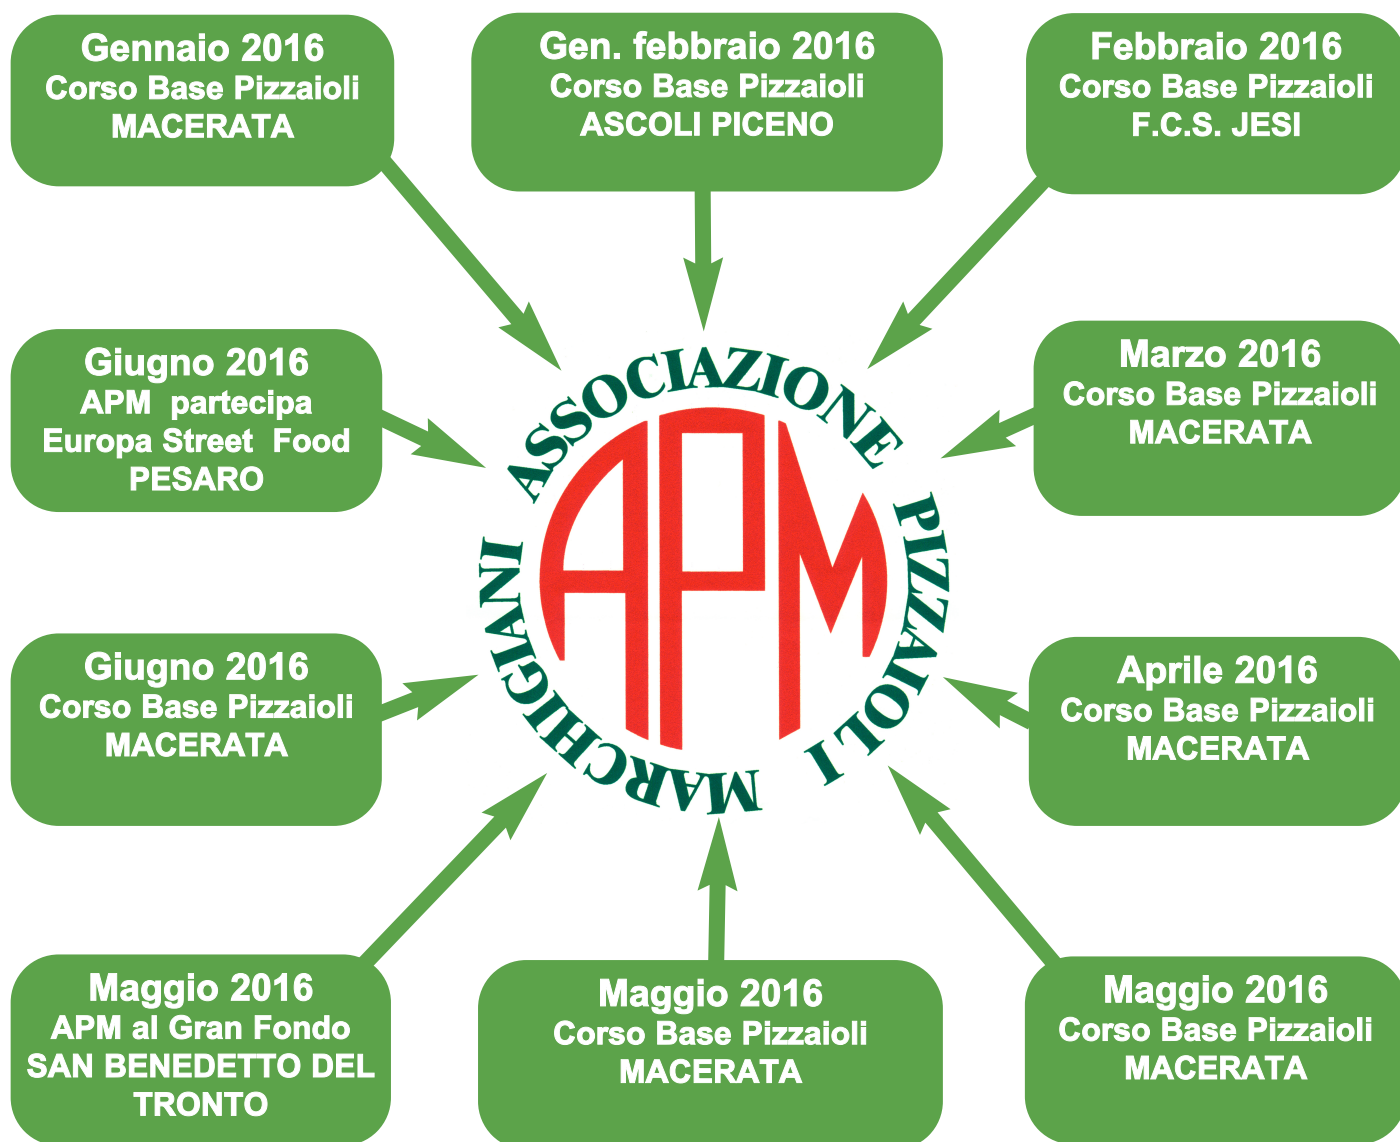 Gennaio 2016
Corso Base Pizzaioli
MACERATA
Gen. febbraio 2016
Corso Base Pizzaioli
ASCOLI PICENO
Febbraio 2016
Corso Base Pizzaioli
F.C.S. JESI
Giugno 2016
APM partecipa
Europa Street Food
PESARO
ASSOCIAZIONE PIZZAIOLI MARCHIGIANI
APM
Marzo 2016
Corso Base Pizzaioli
MACERATA
Giugno 2016
Corso Base Pizzaioli
MACERATA
Aprile 2016
Corso Base Pizzaioli
MACERATA
Maggio 2016
APM al Gran Fondo
SAN BENEDETTO DEL
TRONTO
Maggio 2016
Corso Base Pizzaioli
MACERATA
Maggio 2016
Corso Base Pizzaioli
MACERATA